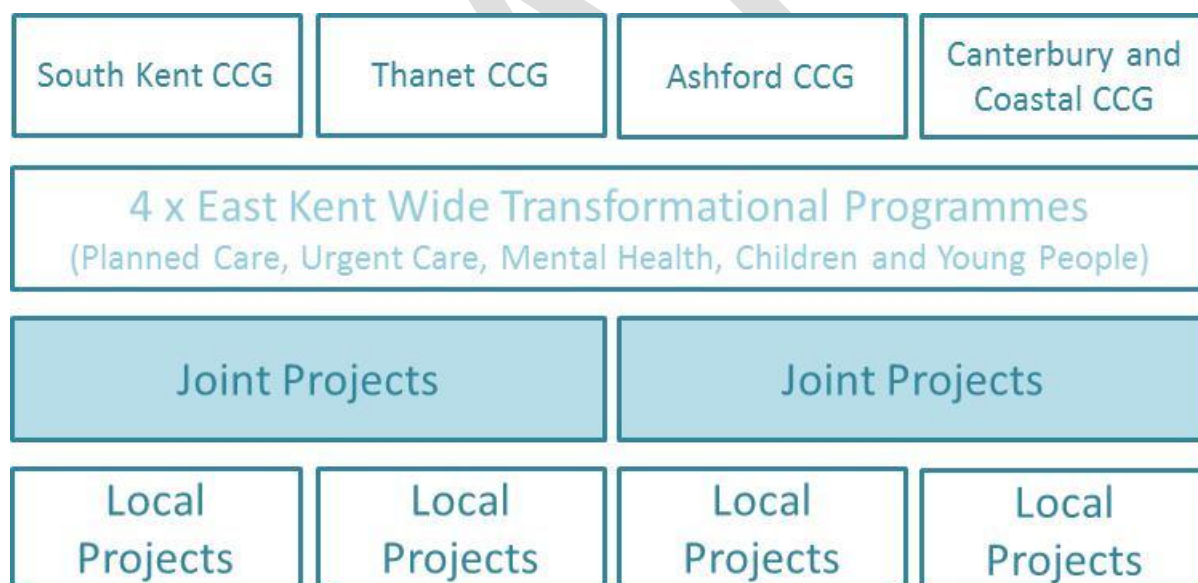 South Kent CCG
Thanet CCG
Ashford CCG
Canterbury and
Coastal CCG
4 x East Kent Wide Transformational Programmes
(Planned Care, Urgent Care, Mental Health, Children and Young People)
Joint Projects
Joint Projects
Local
Projects
Local
Projects
Local
Projects
Local
Projects